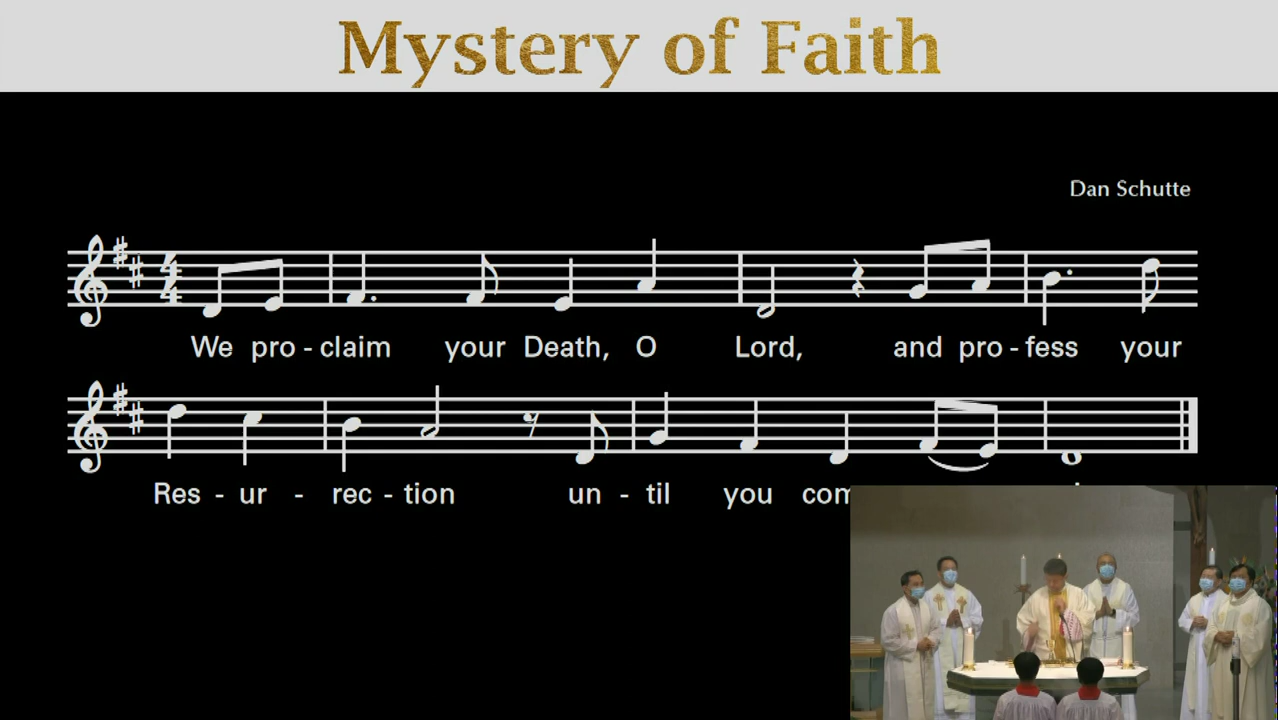 Mystery of Faith
Dan Schutte
We pro - claim your Death, O Lord, and pro - fess your
Res - ur - rec - tion un - til you